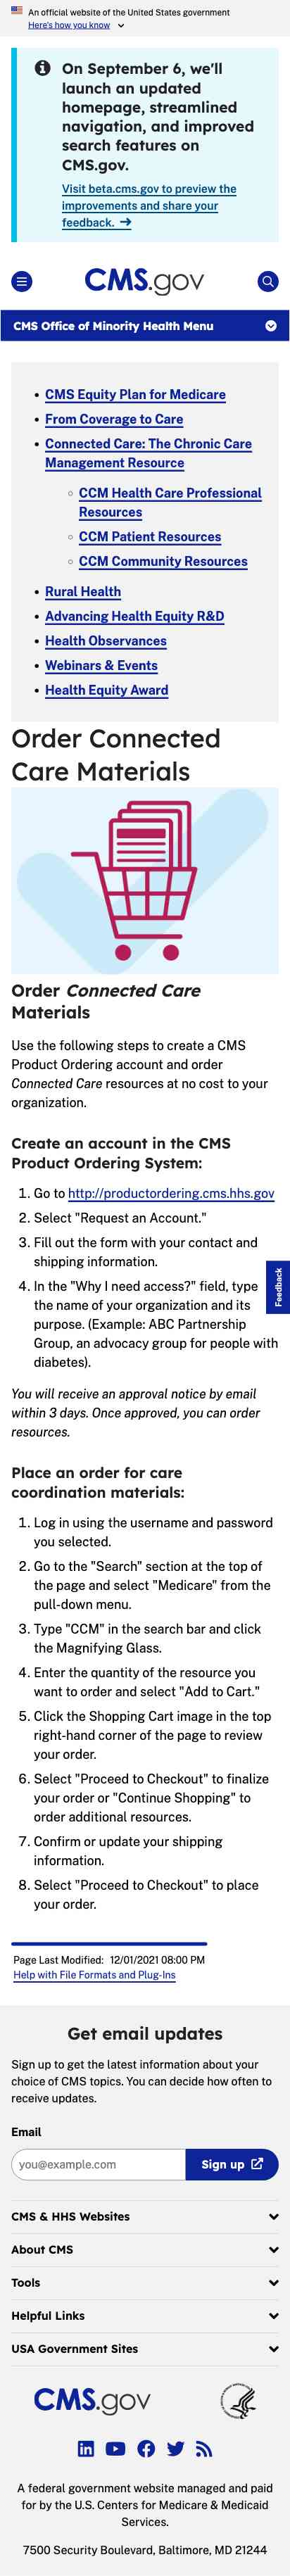 An official website of the United States government
Here's how you know
On September 6, we'll
launch an updated
homepage, streamlined
navigation, and improved
search features on
CMS.gov.
Visit beta.cms.gov to preview the
improvements and share your
feedback.
CMS.gov
CMS Office of Minority Health Menu
CMS Equity Plan for Medicare
From Coverage to Care
Connected Care: The Chronic Care
Management Resource
CCM Health Care Professional
Resources
CCM Patient Resources
CCM Community Resources
Rural Health
Advancing Health Equity R&D
Health Observances
Webinars & Events
Health Equity Award
Order Connected
Care Materials
Order Connected Care
Materials
Use the following steps to create a CMS
Product Ordering account and order
Connected Care resources at no cost to your
organization.
Create an account in the CMS
Product Ordering System:
1. Go to http://productordering.cms.hhs.gov
2. Select "Request an Account."
3. Fill out the form with your contact and
shipping information.
4. In the "Why I need access?" field, type
the name of your organization and its
purpose. (Example: ABC Partnership
Group, an advocacy group for people with
diabetes).
Feedback
You will receive an approval notice by email
within 3 days. Once approved, you can order
resources.
Place an order for care
coordination materials:
1. Log in using the username and password
you selected.
2. Go to the "Search" section at the top of
the page and select "Medicare" from the
pull-down menu.
3. Type "CCM" in the search bar and click
the Magnifying Glass.
4. Enter the quantity of the resource you
want to order and select "Add to Cart."
5. Click the Shopping Cart image in the top
right-hand corner of the page to review
your order.
6. Select "Proceed to Checkout" to finalize
your order or "Continue Shopping" to
order additional resources.
7. Confirm or update your shipping
information.
8. Select "Proceed to Checkout" to place
your order.
Page Last Modified: 12/01/2021 08:00 PM
Help with File Formats and Plug-Ins
Get email updates
Sign up to get the latest information about your
choice of CMS topics. You can decide how often to
receive updates.
Email
you@example.com
Sign up
CMS & HHS Websites
About CMS
Tools
Helpful Links
USA Government Sites
CMS.gov
A federal government website managed and paid
for by the U.S. Centers for Medicare & Medicaid
Services.
7500 Security Boulevard, Baltimore, MD 21244